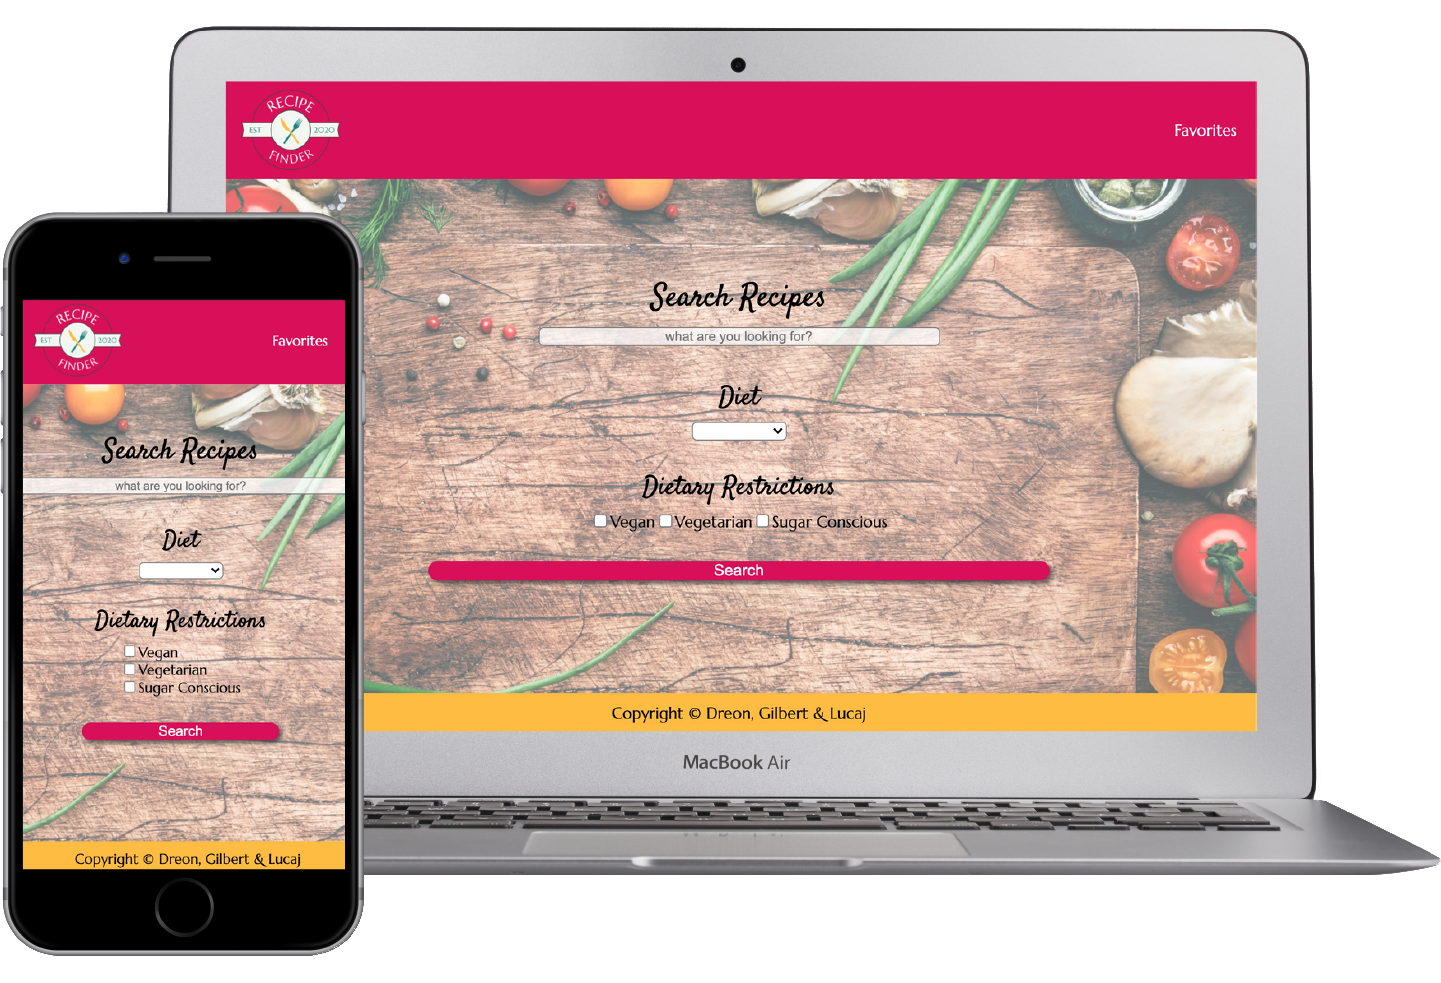 RECIPE
EST 2020
FINDER
Favorites
Search Recipes
what are you looking for?
Diet
Dietary Restrictions
Vegan Vegetarian Sugar Conscious
Search
Copyright © Dreon, Gilbert & Lucaj
MacBook Air
RECIPE
EST 2020
FINDER
Favorites
Search Recipes
what are you looking for?
Diet
Dietary Restrictions
Vegan
Vegetarian
Sugar Conscious
Search
Copyright © Dreon, Gilbert & Lucaj